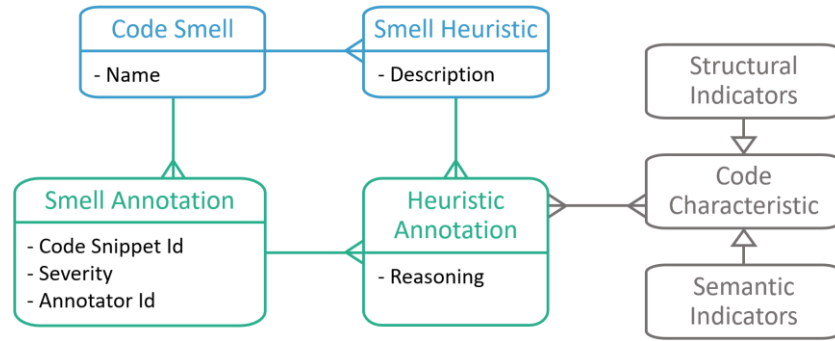 Code Smell
- Name
Smell Heuristic
- Description
Structural
Indicators
Smell Annotation
- Code Snippet Id
- Severity
- Annotator Id
Heuristic
Annotation
- Reasoning
Code
Characteristic
Semantic
Indicators